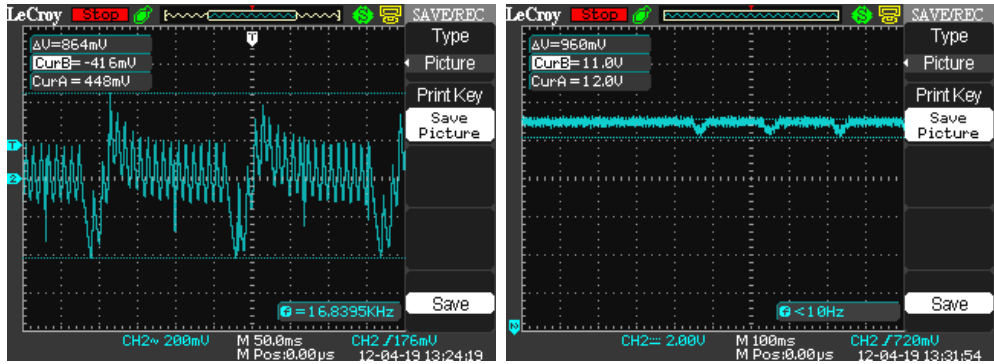 LeCroy Stop SAVE/REC
ΔV=864mV
CurB=-416mV
CurA=448mV
T
T
2
Type
Picture
Print Key
Save
Picture
Save
=16.8395KHz
CH2~ 200mV M 50.0ms CH2 176mV
M Pos:0.00µs 12-04-19 13:24:19
LeCroy Stop SAVE/REC
ΔV=960mV
CurB=11.0V
CurA=12.0V
Type
Picture
Print Key
Save
Picture
Save
<10Hz
CH2 2.00V M 100ms CH2 720mV
M Pos:0.00µs 12-04-19 13:31:54